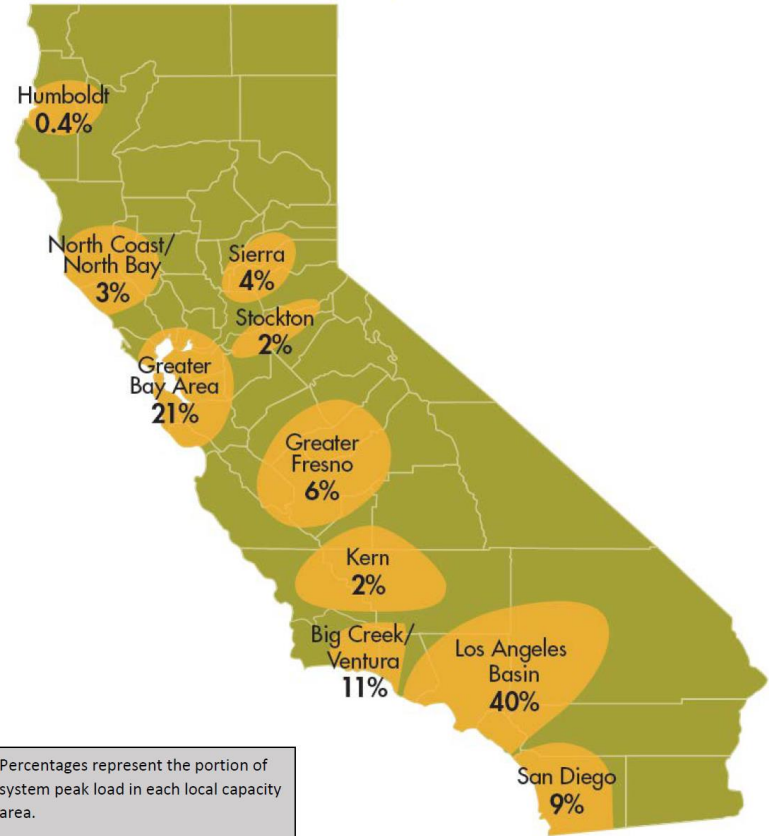 Humboldt
0.4%
North Coast/
North Bay
3%
Sierra
4%
Stockton
2%
Greater
Bay Area
21%
Greater
Fresno
6%
Kern
2%
Big Creek/
Ventura
11%
Los Angeles
Basin
40%
San Diego
9%
Percentages represent the portion of
system peak load in each local capacity
area.